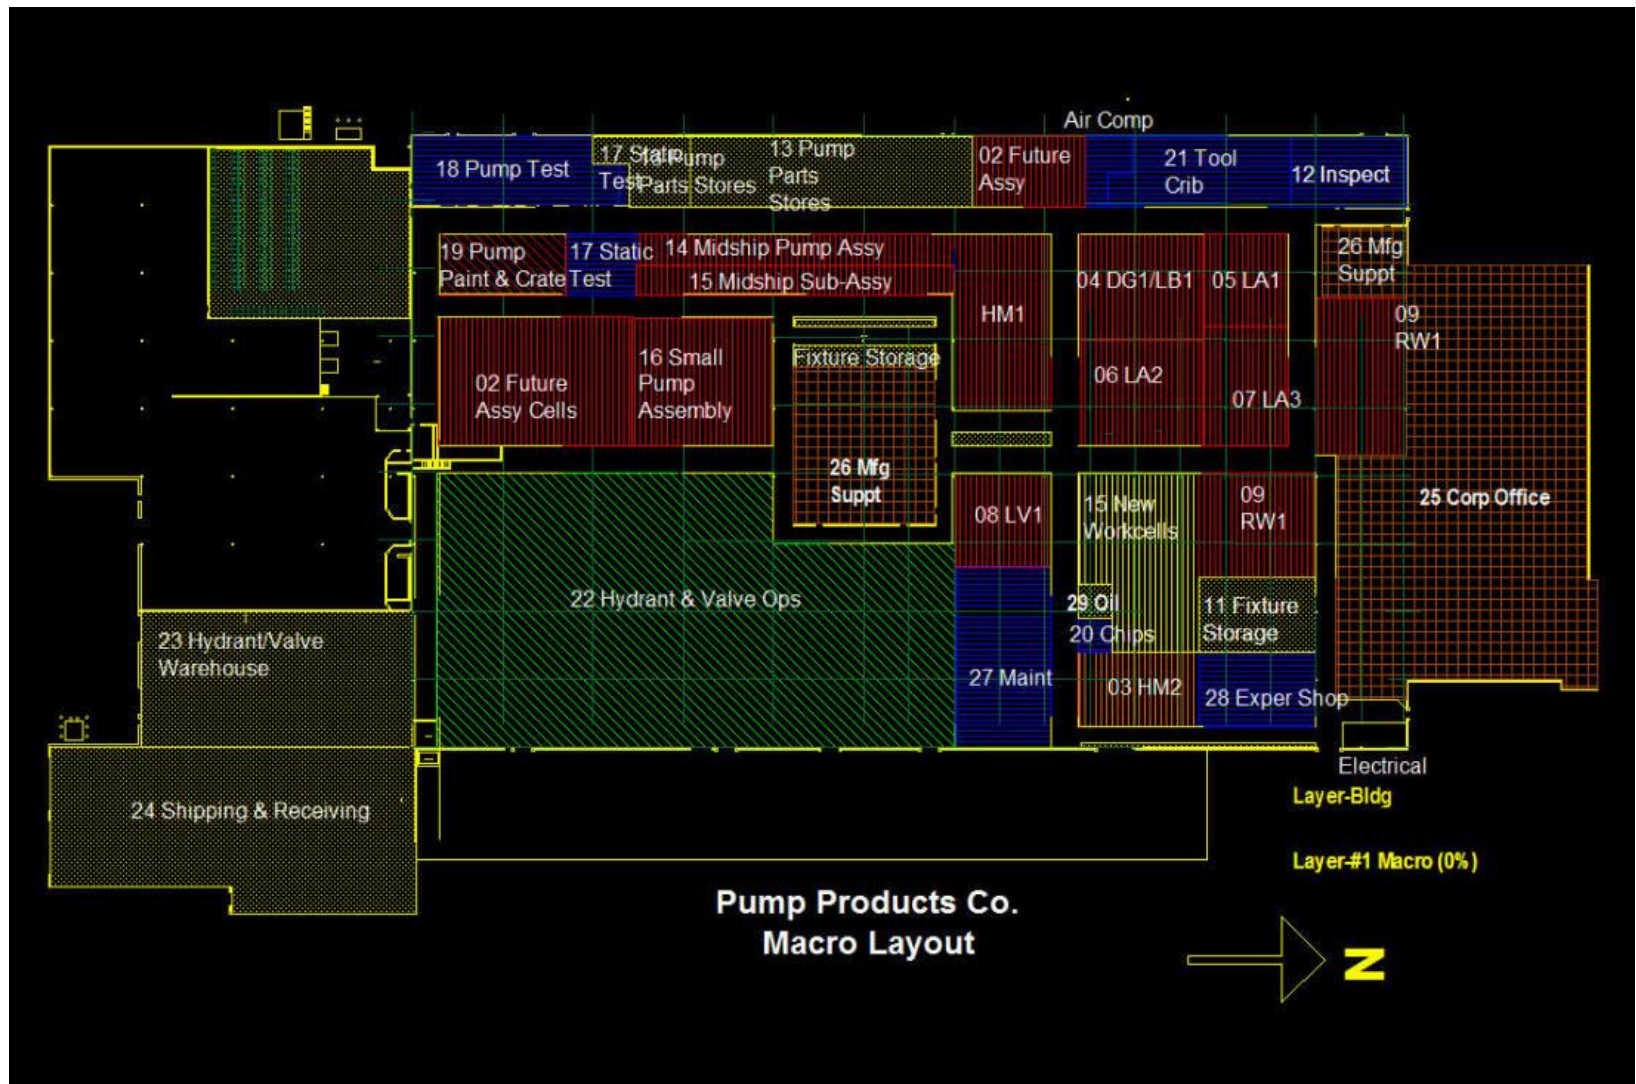 Air Comp
18 Pump Test
17 Static
Test
13 Pump
Parts Stores
13 Pump
Parts
Stores
02 Future
Assy
21 Tool
Crib
12 Inspect
19 Pump
Paint & Crate
17 Static
Test
14 Midship Pump Assy
15 Midship Sub-Assy
HM1
04 DG1/LB1
05 LA1
26 Mfg
Suppt
09
RW1
02 Future
Assy Cells
16 Small
Pump
Assembly
Fixture Storage
06 LA2
07 LA3
26 Mfg
Suppt
08 LV1
15 New
Workcells
09
RW1
25 Corp Office
22 Hydrant & Valve Ops
29 Oil
20 Chips
11 Fixture
Storage
23 Hydrant/Valve
Warehouse
27 Maint
03 HM2
28 Exper Shop
24 Shipping & Receiving
Electrical
Layer-Bldg
Layer-#1 Macro (0%)
Pump Products Co.
Macro Layout
N